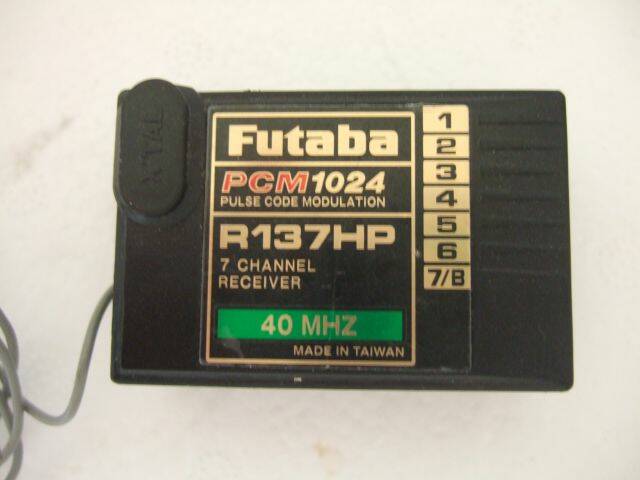 X'TAL
Futaba
PCM1024
PULSE CODE MODULATION
R137HP
7 CHANNEL
RECEIVER
40 MHZ
MADE IN TAIWAN
1
2
3
4
5
6
7/B